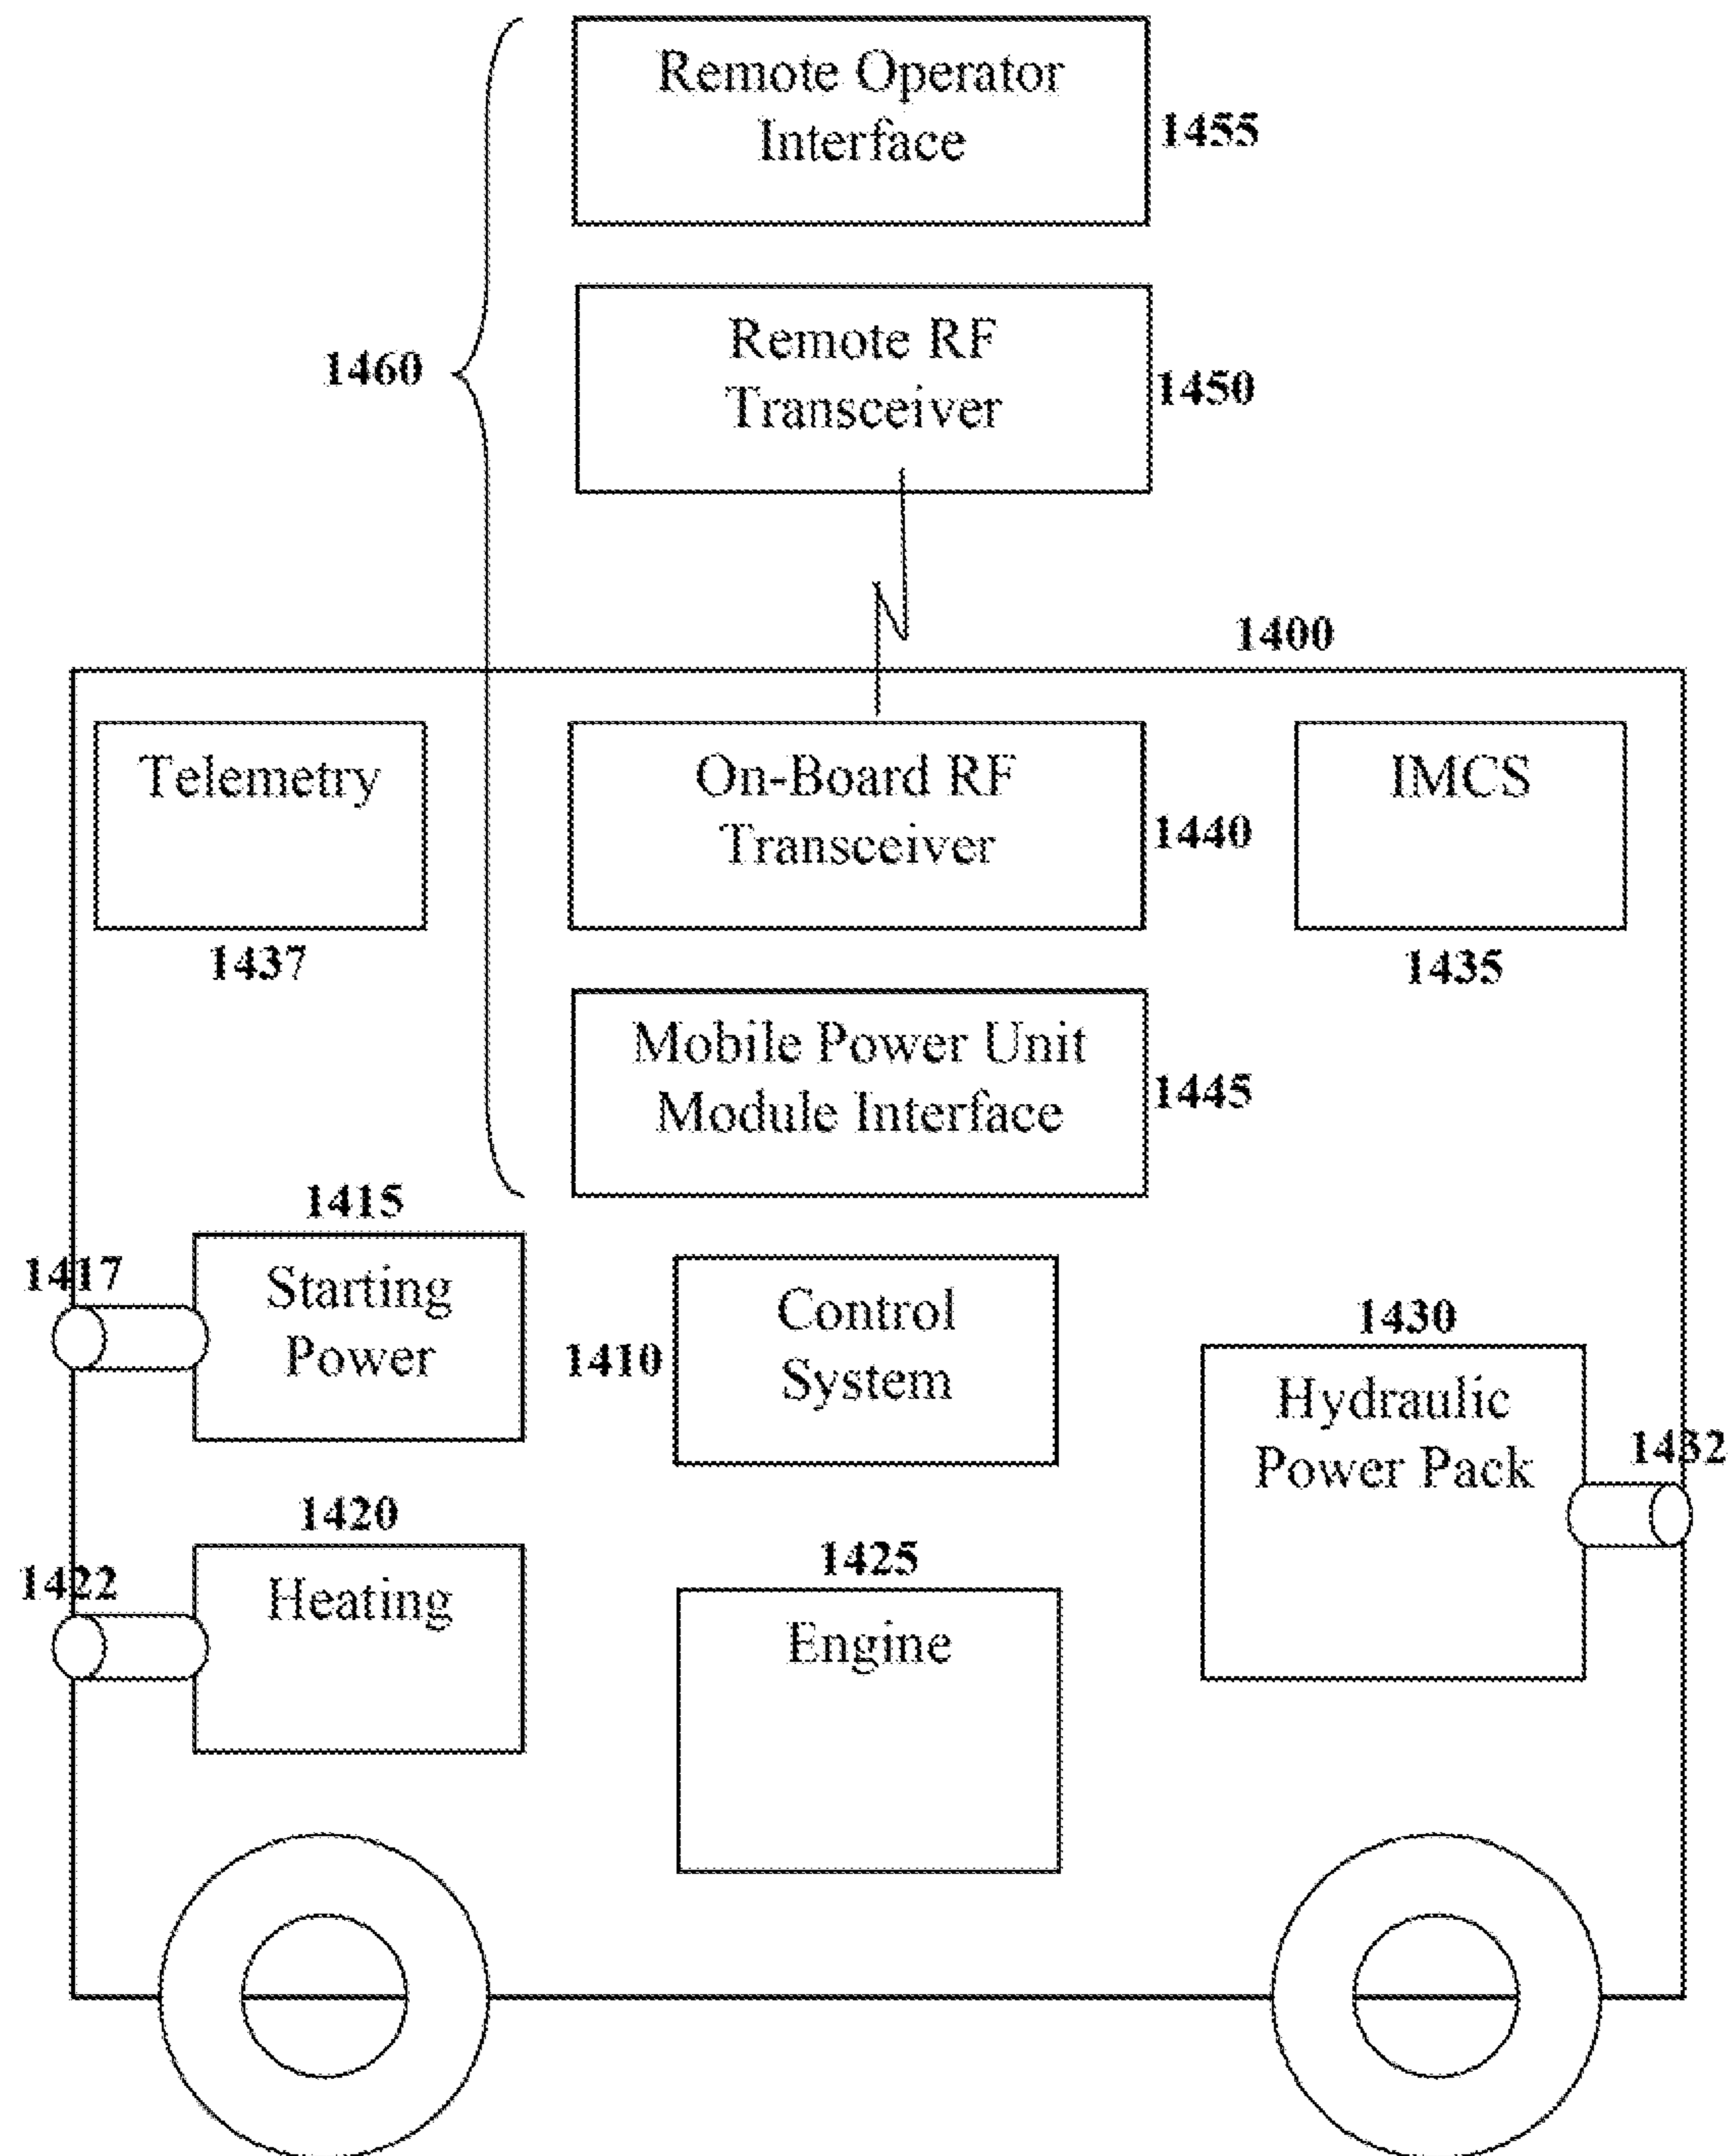 Remote Operator
Interface
1455
Remote RF
Transceiver
1450
1460
1400
Telemetry
1437
On-Board RF
Transceiver
1440
IMCS
1435
Mobile Power Unit
Module Interface
1445
1415
1417
Starting
Power
1410
Control
System
1430
Hydraulic
Power Pack
1432
1420
1422
Heating
1425
Engine